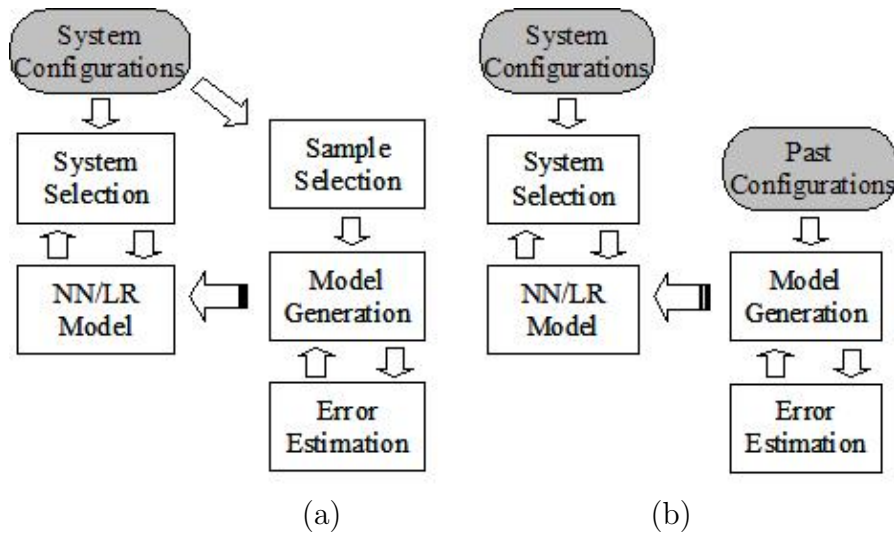 System
Configurations
System
Selection
NN/LR
Model
Sample
Selection
Model
Generation
Error
Estimation
(a)
System
Configurations
System
Selection
NN/LR
Model
Past
Configurations
Model
Generation
Error
Estimation
(b)